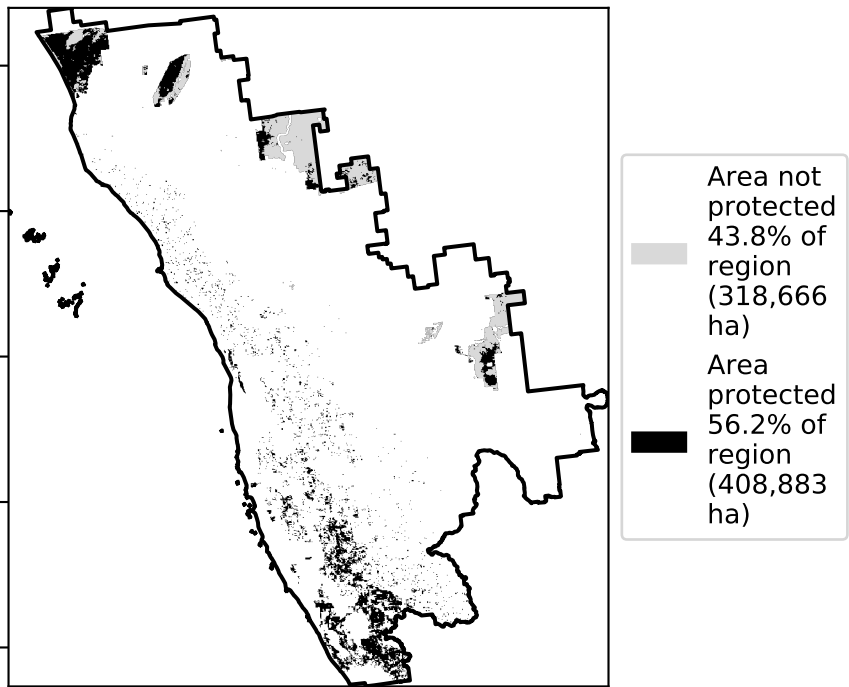 Area not
protected
43.8% of
region
(318,666
ha)
Area
protected
56.2% of
region
(408,883
ha)